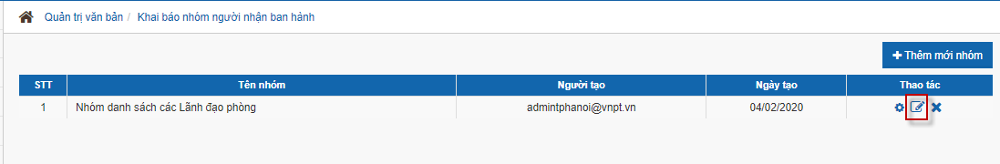 Quản trị văn bản / Khai báo nhóm người nhận ban hành
Thêm mới nhóm
STT Tên nhóm Người tạo Ngày tạo Thao tác
1 Nhóm danh sách các Lãnh đạo phòng admintphanoi@vnpt.vn 04/02/2020